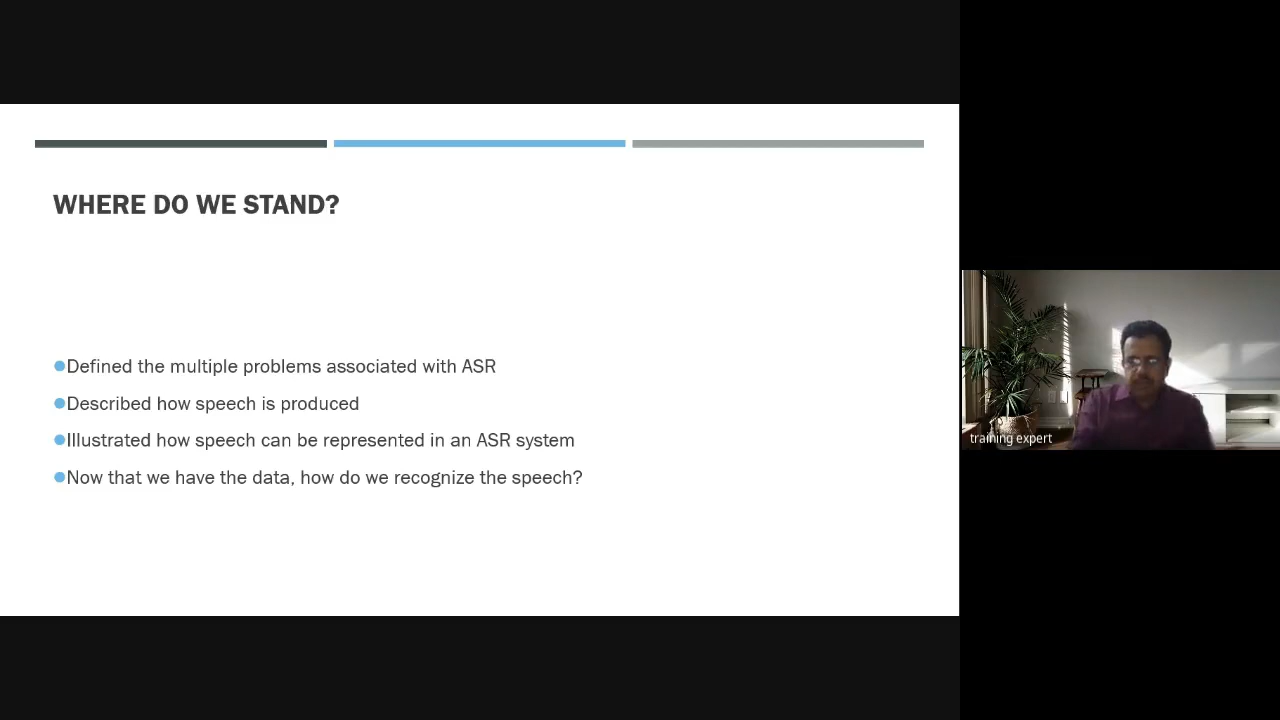 WHERE DO WE STAND?
Defined the multiple problems associated with ASR
Described how speech is produced
Illustrated how speech can be represented in an ASR system
Now that we have the data, how do we recognize the speech?
training expert